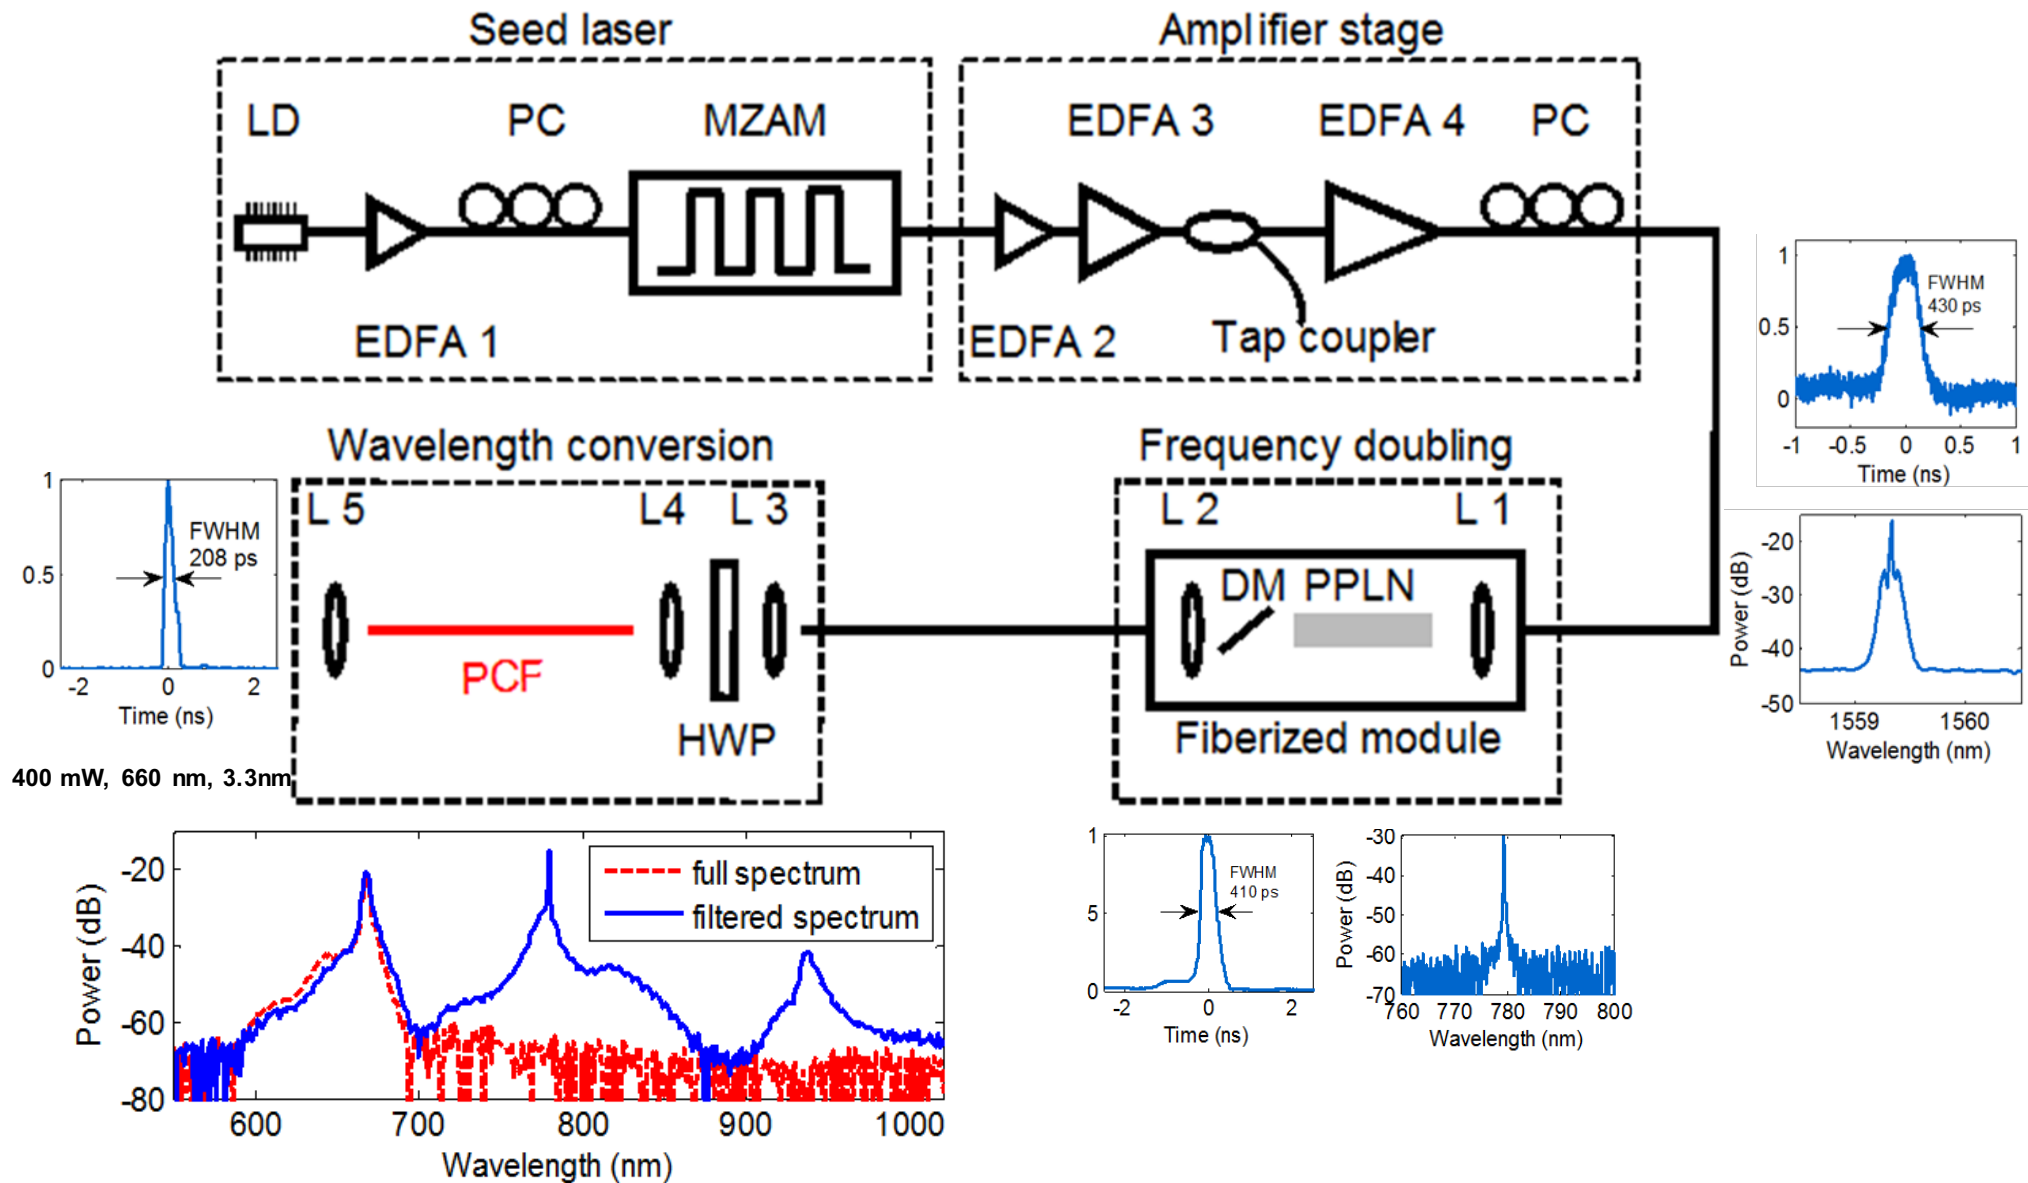 Seed laser
Amplifier stage
LD
PC
MZAM
EDFA 3
EDFA 4
PC
EDFA 1
EDFA 2
Tap coupler
1
0.5
0
FWHM
430 ps
-1
-0.5
0
0.5
1
Time (ns)
Wavelength conversion
Frequency doubling
L 5
L4
L 3
L 2
L 1
1
0.5
0
FWHM
208 ps
-2
0
2
Time (ns)
PCF
HWP
DM
PPLN
Fiberized module
Power (dB)
-20
-30
-40
-50
1559
1560
Wavelength (nm)
400 mW, 660 nm, 3.3nm
Power (dB)
-20
-40
-60
-80
full spectrum
filtered spectrum
600
700
800
900
1000
Wavelength (nm)
1
5
0
FWHM
410 ps
-2
0
2
Time (ns)
Power (dB)
-30
-40
-50
-60
-70
760
770
780
790
800
Wavelength (nm)